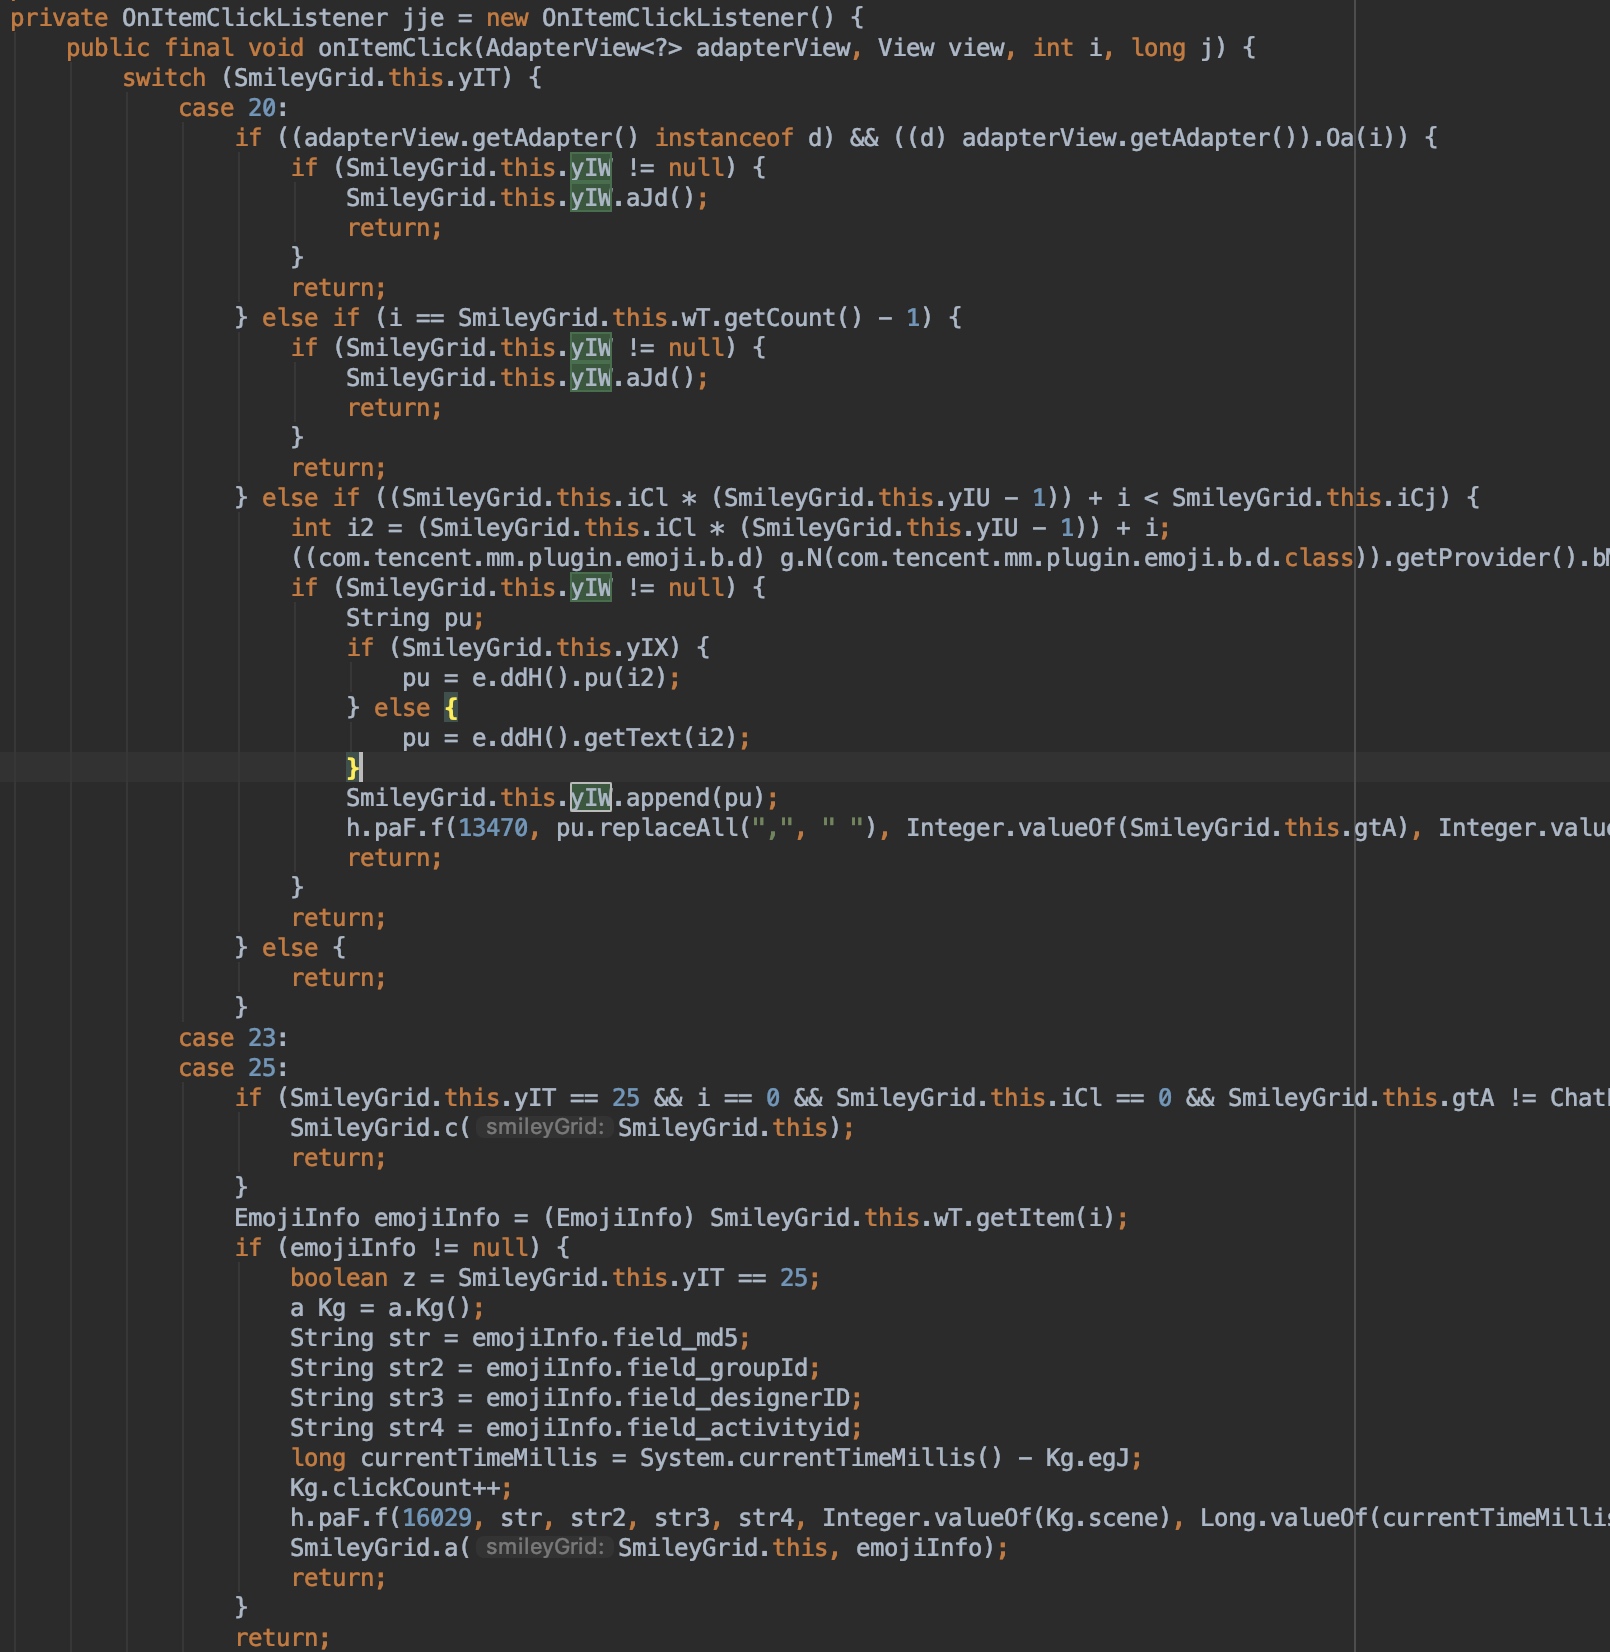 private OnItemClickListener jje = new OnItemClickListener() {
public final void onItemClick(AdapterView<?> adapterView, View view, int i, long j) {
switch (SmileyGrid.this.yIT) {
case 20:
if ((adapterView.getAdapter() instanceof d) && ((d) adapterView.getAdapter()).Oa(i)) {
if (SmileyGrid.this.yIW != null) {
SmileyGrid.this.yIW.aJd();
return;
}
return;
} else if (i == SmileyGrid.this.wT.getCount() - 1) {
if (SmileyGrid.this.yIW != null) {
SmileyGrid.this.yIW.aJd();
return;
}
return;
} else if ((SmileyGrid.this.iCl * (SmileyGrid.this.yIU - 1)) + i < SmileyGrid.this.iCj) {
int i2 = (SmileyGrid.this.iCl * (SmileyGrid.this.yIU - 1)) + i;
((com.tencent.mm.plugin.emoji.b.d) g.N(com.tencent.mm.plugin.emoji.b.d.class)).getProvider().
if (SmileyGrid.this.yIW != null) {
String pu;
if (SmileyGrid.this.yIX) {
pu = e.ddH().pu(i2);
} else {
pu = e.ddH().getText(i2);
}
SmileyGrid.this.yIW.append(pu);
h.paF.f(13470, pu.replaceAll(",", " "), Integer.valueOf(SmileyGrid.this.gtA), Integer.value
return;
}
return;
} else {
return;
}
case 23:
case 25:
if (SmileyGrid.this.yIT == 25 && i == 0 && SmileyGrid.this.iCl == 0 && SmileyGrid.this.gtA != Chat
SmileyGrid.c( smileyGrid: SmileyGrid.this);
return;
}
EmojiInfo emojiInfo = (EmojiInfo) SmileyGrid.this.wT.getItem(i);
if (emojiInfo != null) {
boolean z = SmileyGrid.this.yIT == 25;
a Kg = a.Kg();
String str = emojiInfo.field_md5;
String str2 = emojiInfo.field_groupId;
String str3 = emojiInfo.field_designerID;
String str4 = emojiInfo.field_activityid;
long currentTimeMillis = System.currentTimeMillis() - Kg.egJ;
Kg.clickCount++;
h.paF.f(16029, str, str2, str3, str4, Integer.valueOf(Kg.scene), Long.valueOf(currentTimeMillis
SmileyGrid.a( smileyGrid: SmileyGrid.this, emojiInfo);
return;
}
return;